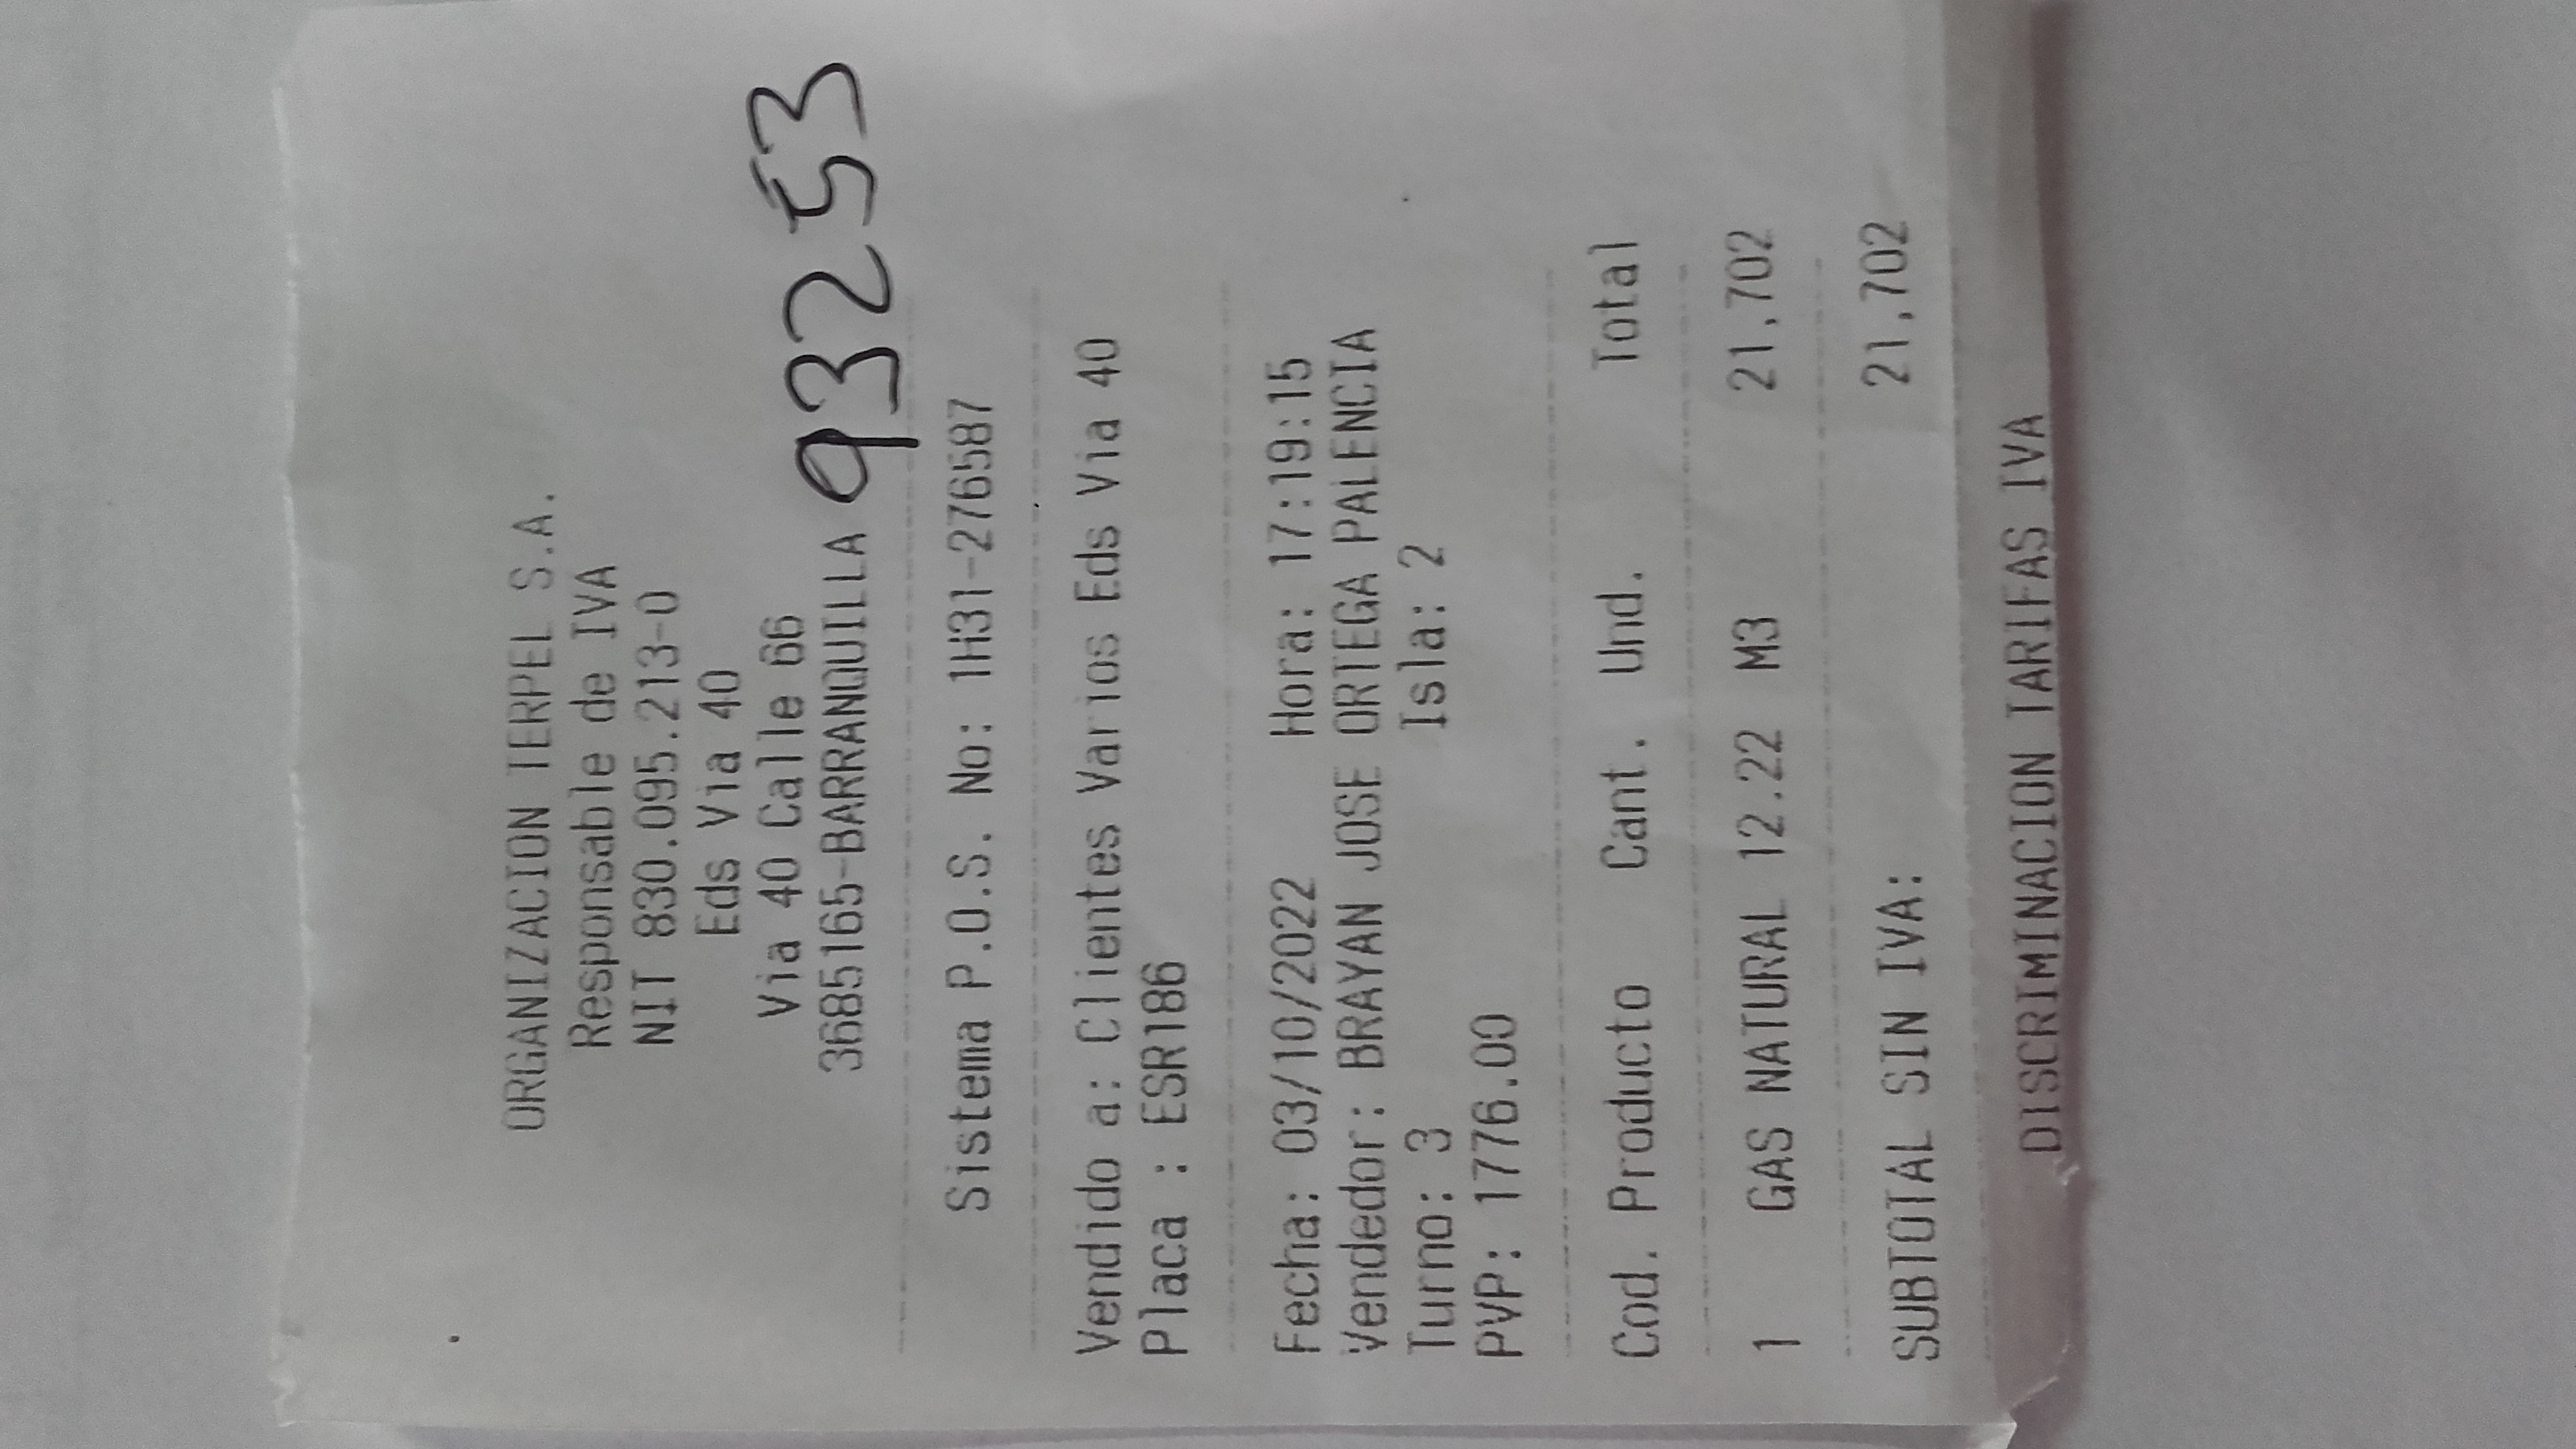 ORGANIZACION TERPEL S.A.
Responsable de IVA
NIT 830.095.213-0
Eds Via 40
Via 40 Calle 66
3685165-BARRANQUILLA 93253
Sistema P.O.S. No: 1H31-276587
Vendido a: Clientes Varios Eds Via 40
Placa : ESR186
Fecha: 03/10/2022 Hora: 17:19:15
Vendedor: BRAYAN JOSE ORTEGA PALENCIA
Turno: 3 Isla: 2
PVP: 1776.00
Cod. Producto Cant. Und. Total
1 GAS NATURAL 12.22 M3 21,702
SUBTOTAL SIN IVA: 21,702
DISCRIMINACION TARIFAS IVA